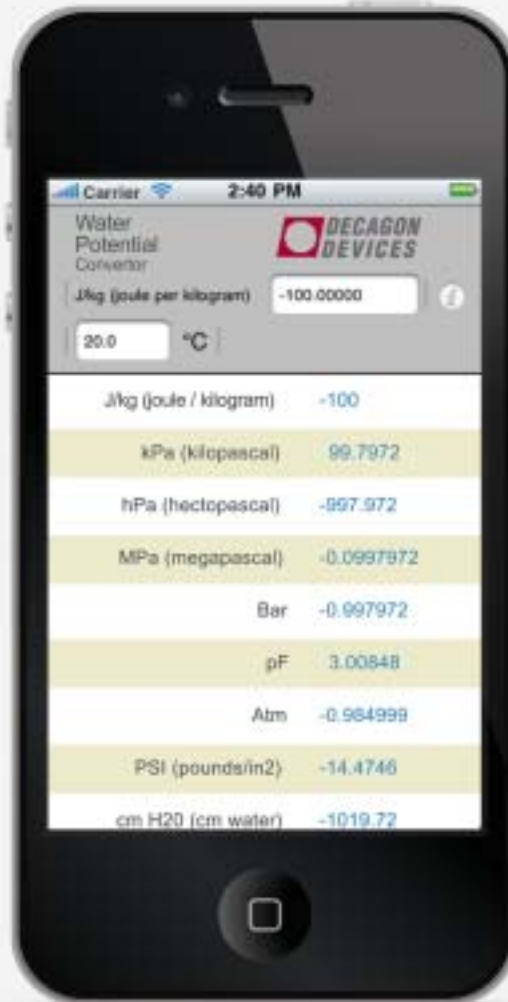 Carrier 2:40 PM
Water
Potential
Convertor
DECAGON
DEVICES
J/kg (joule per kilogram) -100.00000 i
20.0 °C
J/kg (joule / kilogram) -100
kPa (kilopascal) 99.7972
hPa (hectopascal) -997.972
MPa (megapascal) -0.0997972
Bar -0.997972
pF 3.00848
Atm -0.984999
PSI (pounds/in2) -14.4746
cm H20 (cm water) -1019.72